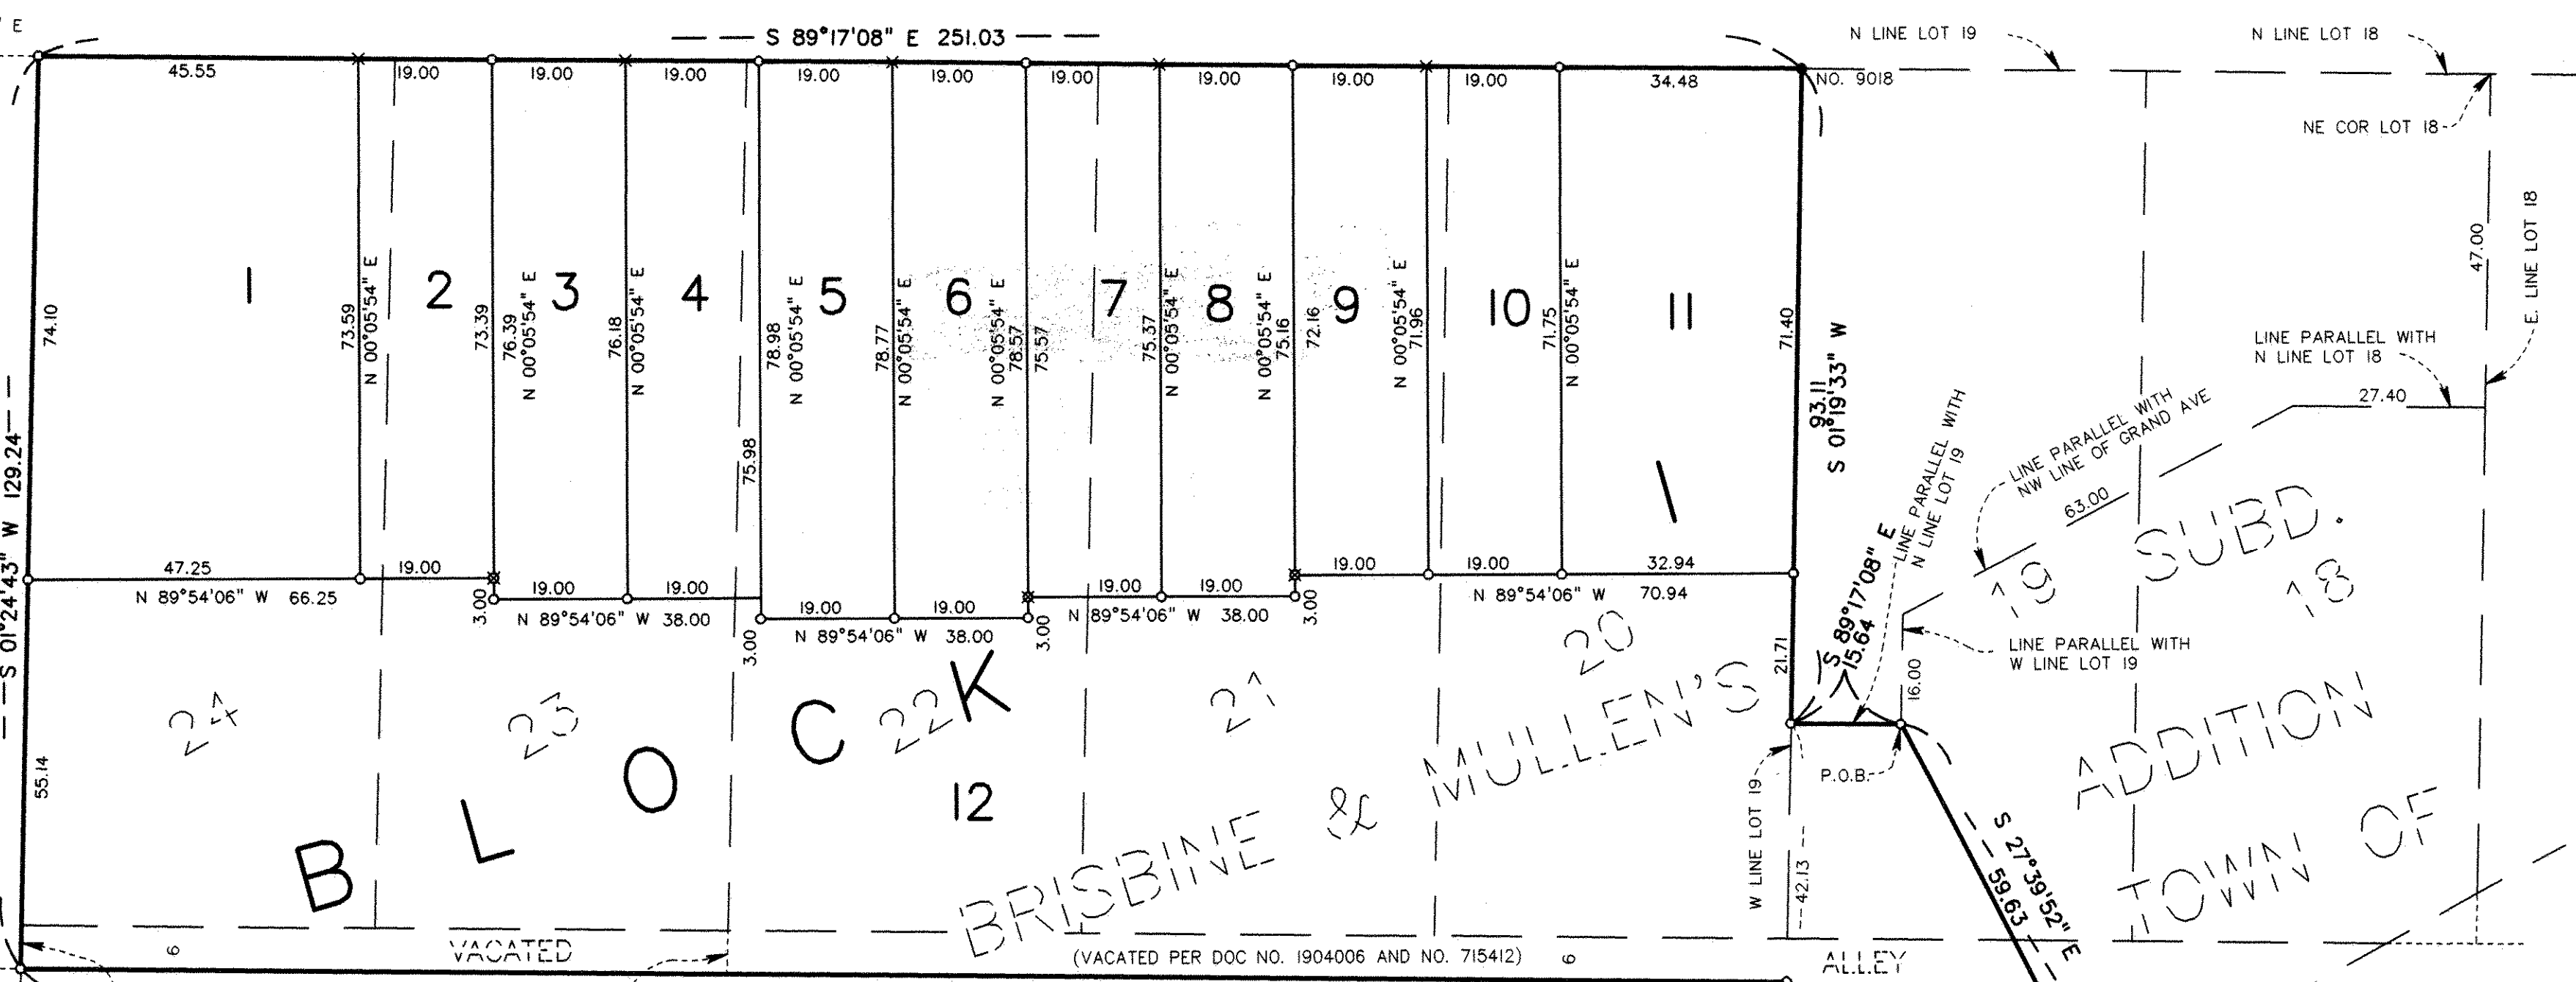 E
S 89°17'08" E 251.03
N LINE LOT 19
N LINE LOT 18
45.55
19.00
19.00
19.00
19.00
19.00
19.00
19.00
19.00
19.00
34.48
NO. 9018
NE COR LOT 18
1
2
3
4
5
6
7
8
9
10
11
74.10
73.59
N 00°05'54" E
73.39
76.39
N 00°05'54" E
76.18
N 00°05'54" E
75.98
78.98
N 00°05'54" E
78.77
N 00°05'54" E
N 00°05'54" E
78.57
75.57
75.37
N 00°05'54" E
N 00°05'54" E
75.16
72.16
N 00°05'54" E
71.96
71.75
N 00°05'54" E
71.40
93.11
S 01°19'33" W
47.00
E. LINE LOT 18
LINE PARALLEL WITH
N LINE LOT 18
27.40
LINE PARALLEL WITH
NW LINE OF GRAND AVE
63.00
LINE PARALLEL WITH
N LINE LOT 19
S 01°24'43" W 129.24
47.25
19.00
N 89°54'06" W 66.25
3.00
19.00
19.00
N 89°54'06" W 38.00
3.00
19.00
19.00
N 89°54'06" W 38.00
3.00
19.00
19.00
N 89°54'06" W 38.00
3.00
19.00
19.00
32.94
N 89°54'06" W 70.94
S 89°17'08" E
15.64
21.71
16.00
LINE PARALLEL WITH
W LINE LOT 19
P.O.B.
19
SUBD.
18
24
23
22
21
20
BLOCK 1
12
55.14
BRISBINE & MULLEN'S
ADDITION
TOWN OF
W LINE LOT 19
42.13
S 27°39'52" E
59.63
6
VACATED
(VACATED PER DOC NO. 1904006 AND NO. 715412)
6
ALLEY